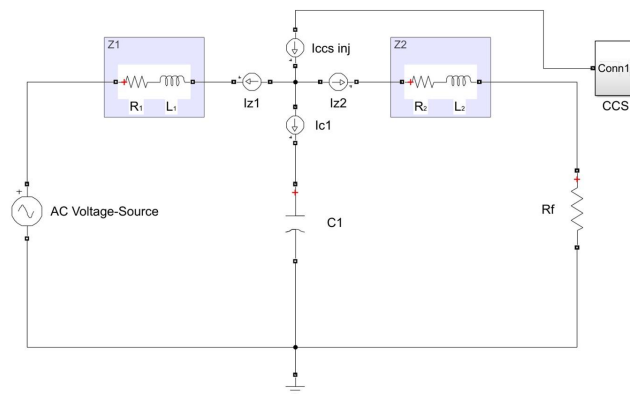 Z1
Iccs inj
Z2
Conn1
CCS
R1
L1
Iz1
Iz2
R2
L2
Ic1
AC Voltage-Source
C1
Rf